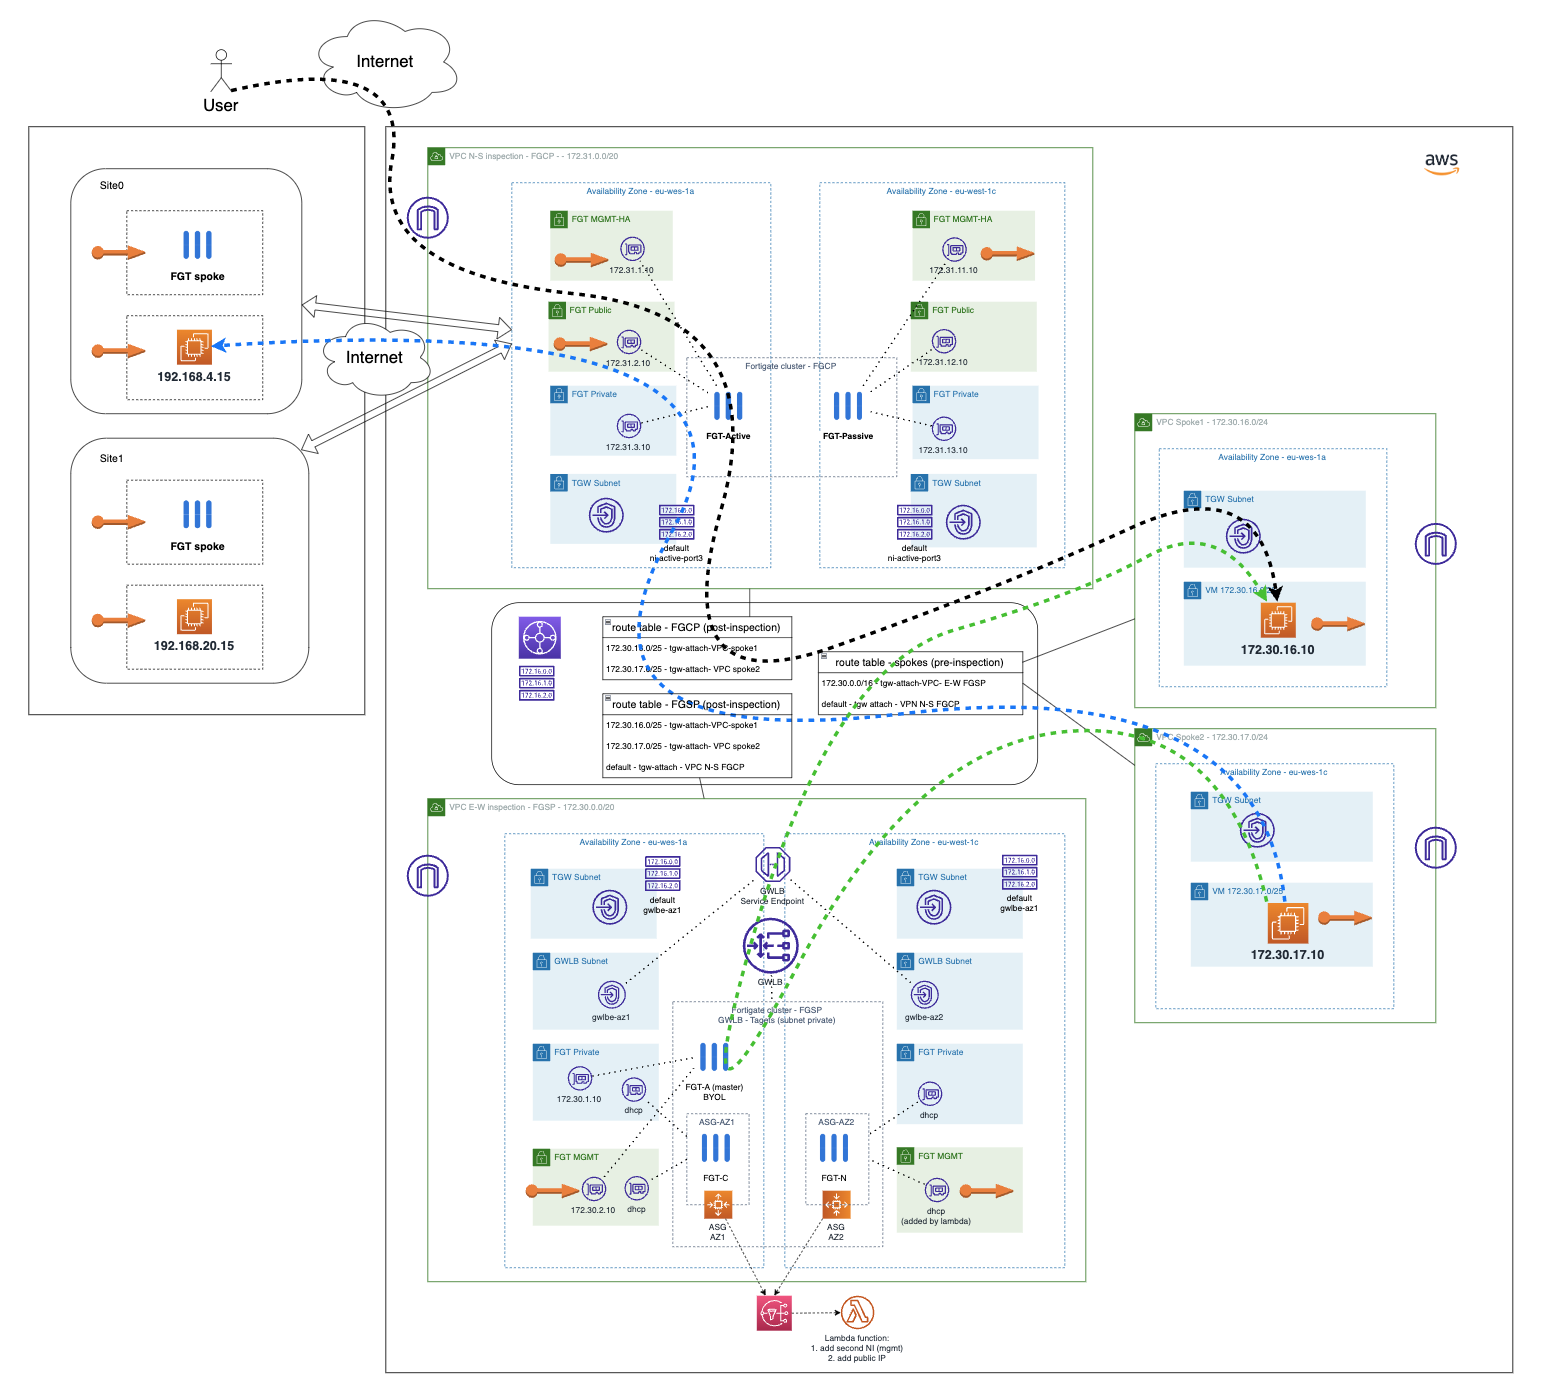 Internet
User
aws
VPC N-S inspection - FGCP - - 172.31.0.0/20
Site0
FGT spoke
192.168.4.15
Internet
Site1
FGT spoke
192.168.20.15
Availability Zone - eu-wes-1a
FGT MGMT-HA
172.31.1.10
FGT Public
172.31.2.10
FGT Private
172.31.3.10
TGW Subnet
172.16.0.0
172.16.1.0
172.16.2.0
default
ni-active-port3
Fortigate cluster - FGCP
FGT-Active
FGT-Passive
Availability Zone - eu-west-1c
FGT MGMT-HA
172.31.11.10
FGT Public
172.31.12.10
FGT Private
172.31.13.10
TGW Subnet
172.16.0.0
172.16.1.0
172.16.2.0
default
ni-active-port3
VPC Spoke1 - 172.30.16.0/24
Availability Zone - eu-wes-1a
TGW Subnet
VM 172.30.16.0/25
172.30.16.10
172.16.0.0
172.16.1.0
172.16.2.0
route table - FGCP (post-inspection)
172.30.16.0/25 - tgw-attach-VPC-spoke1
172.30.17.0/25 - tgw-attach- VPC spoke2
route table - FGSP (post-inspection)
172.30.16.0/25 - tgw-attach-VPC-spoke1
172.30.17.0/25 - tgw-attach- VPC spoke2
default - tgw-attach - VPC N-S FGCP
route table - spokes (pre-inspection)
172.30.0.0/16 - tgw-attach-VPC- E-W FGSP
default - tgw attach - VPN N-S FGCP
VPC Spoke2 - 172.30.17.0/24
Availability Zone - eu-wes-1c
TGW Subnet
VM 172.30.17.0/25
172.30.17.10
VPC E-W inspection - FGSP - 172.30.0.0/20
Availability Zone - eu-wes-1a
TGW Subnet
172.16.0.0
172.16.1.0
172.16.2.0
default
gwlbe-az1
GWLB Subnet
gwlbe-az1
FGT Private
172.30.1.10
dhcp
FGT MGMT
172.30.2.10
dhcp
GWLB
Service Endpoint
GWLB
Fortigate cluster - FGSP
GWLB - Tagets (subnet private)
FGT-A (master)
BYOL
ASG-AZ1
FGT-C
ASG
AZ1
ASG-AZ2
FGT-N
ASG
AZ2
Availability Zone - eu-west-1c
TGW Subnet
172.16.0.0
172.16.1.0
172.16.2.0
default
gwlbe-az1
GWLB Subnet
gwlbe-az2
FGT Private
dhcp
FGT MGMT
dhcp
(added by lambda)
Lambda function:
1. add second NI (mgmt)
2. add public IP